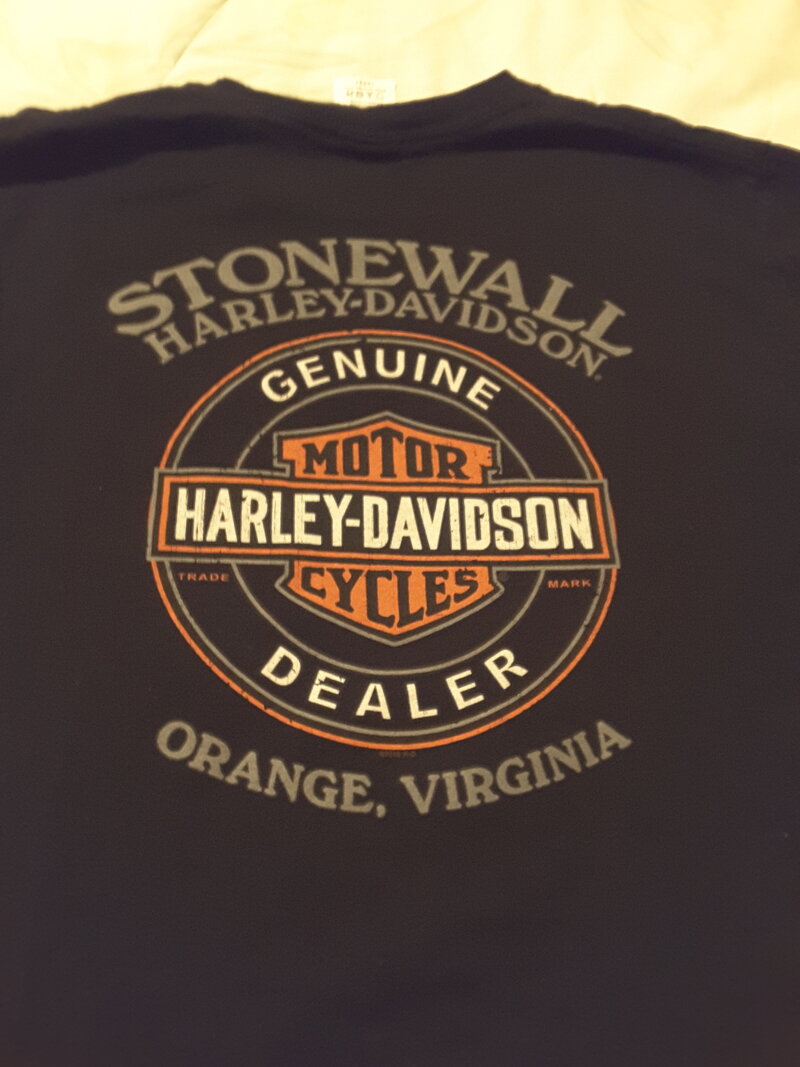 STONEWALL
HARLEY-DAVIDSON
GENUINE
MOTOR
HARLEY-DAVIDSON
CYCLES
TRADE MARK
DEALER
ORANGE, VIRGINIA